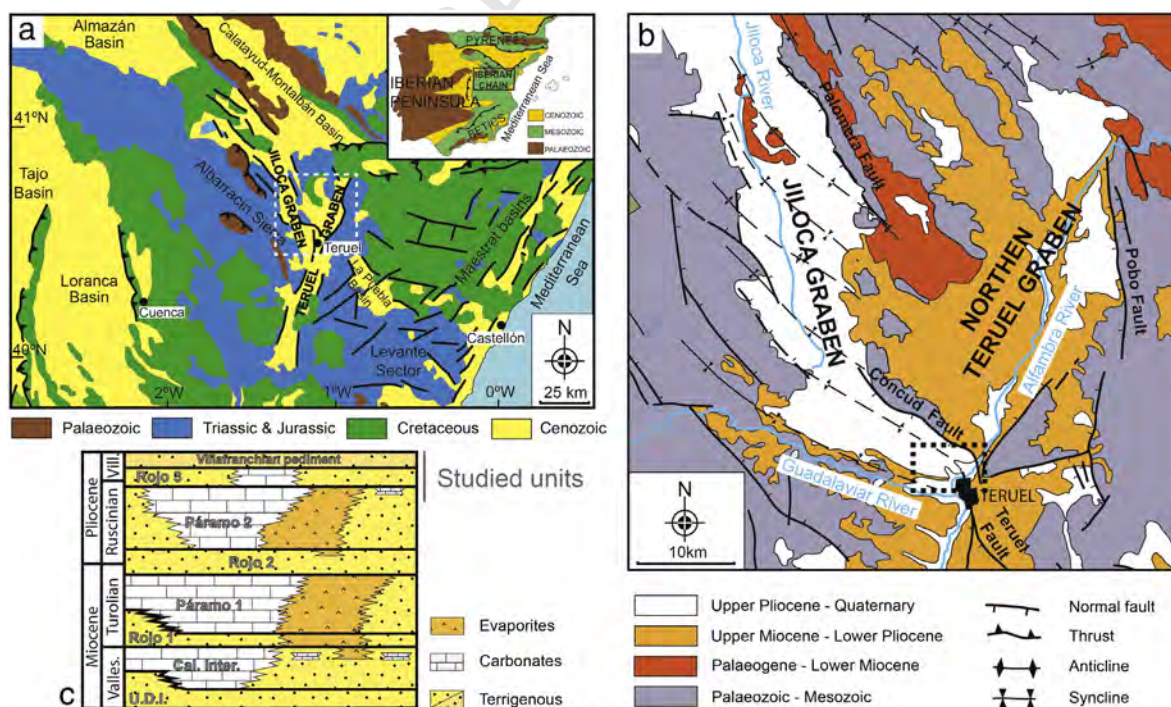 a
Almazán
Basin
Calatayud-Montalbán Basin
41°N
Tajo
Basin
Albarracín Sierra
JILOCA GRABEN
TERUEL
GRABEN
Teruel
La Puebla
Basin
Maestrat basins
Mediterranean
Sea
Loranca
Basin
Cuenca
Castellón
Levante
Sector
40ºN
2ºW
1ºW
0ºW
N
25 km
PYRENEES
IBERIAN
CHAIN
IBERIAN
PENINSULA
BETICS
Mediterranean Sea
CENOZOIC
MESOZOIC
PALAEOZOIC
Palaeozoic
Triassic & Jurassic
Cretaceous
Cenozoic
b
Jiloca River
Palomera Fault
JILOCA GRABEN
NORTHEN
TERUEL GRABEN
Pobo Fault
Alfambra River
Concud Fault
Guadalaviar River
TERUEL
Teruel
Fault
N
10km
Upper Pliocene - Quaternary
Upper Miocene - Lower Pliocene
Palaeogene - Lower Miocene
Palaeozoic - Mesozoic
Normal fault
Thrust
Anticline
Syncline
c
Pliocene
Miocene
Vill.
Ruscinian
Turolian
Valles.
Villafranchian pediment
Rojo 3
Páramo 2
Rojo 2
Páramo 1
Rojo 1
Cal. Inter.
U.D.I.
Studied units
Evaporites
Carbonates
Terrigenous